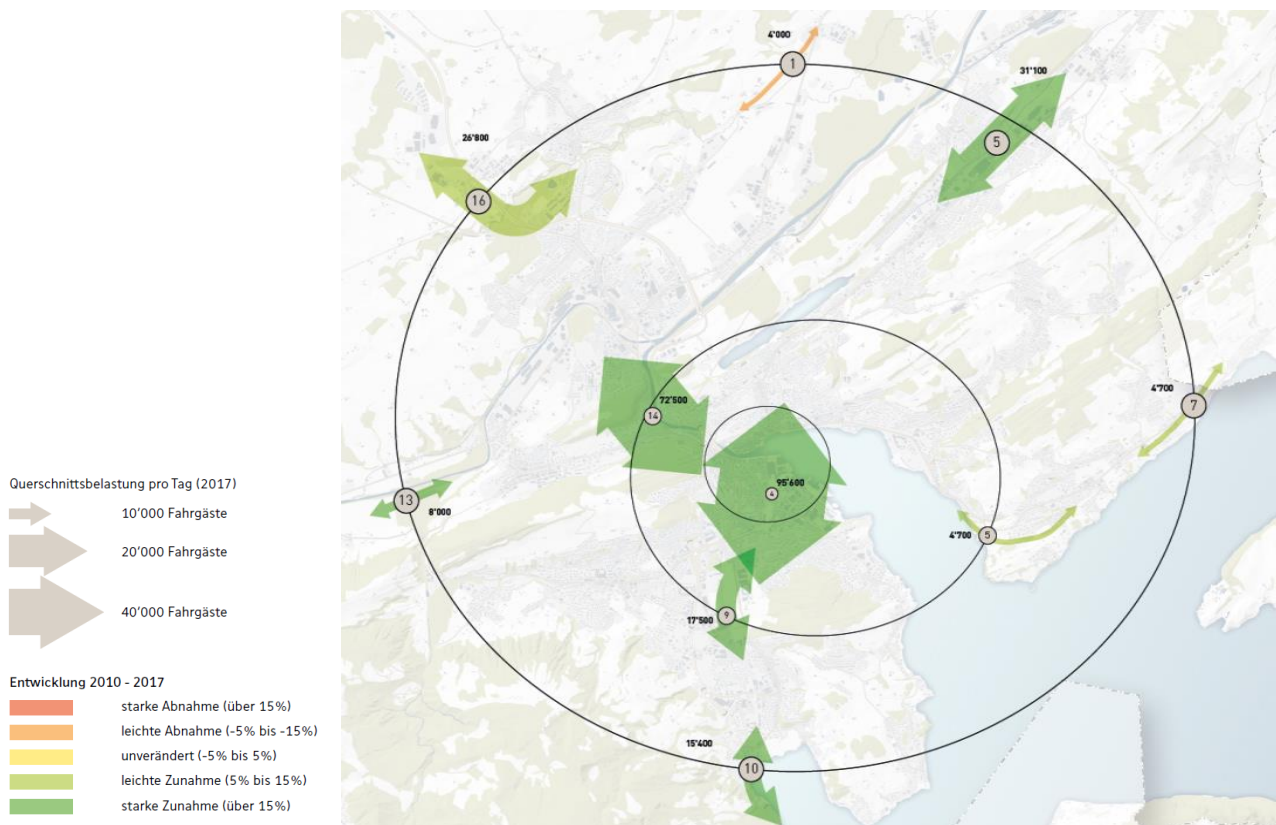 Querschnittsbelastung pro Tag (2017)
10'000 Fahrgäste
20'000 Fahrgäste
40'000 Fahrgäste
Entwicklung 2010 - 2017
starke Abnahme (über 15%)
leichte Abnahme (-5% bis -15%)
unverändert (-5% bis 5%)
leichte Zunahme (5% bis 15%)
starke Zunahme (über 15%)
4'000
1
31'100
5
26'800
16
4'700
7
72'500
14
95'600
4
13
8'000
4'700
5
17'500
9
15'400
10